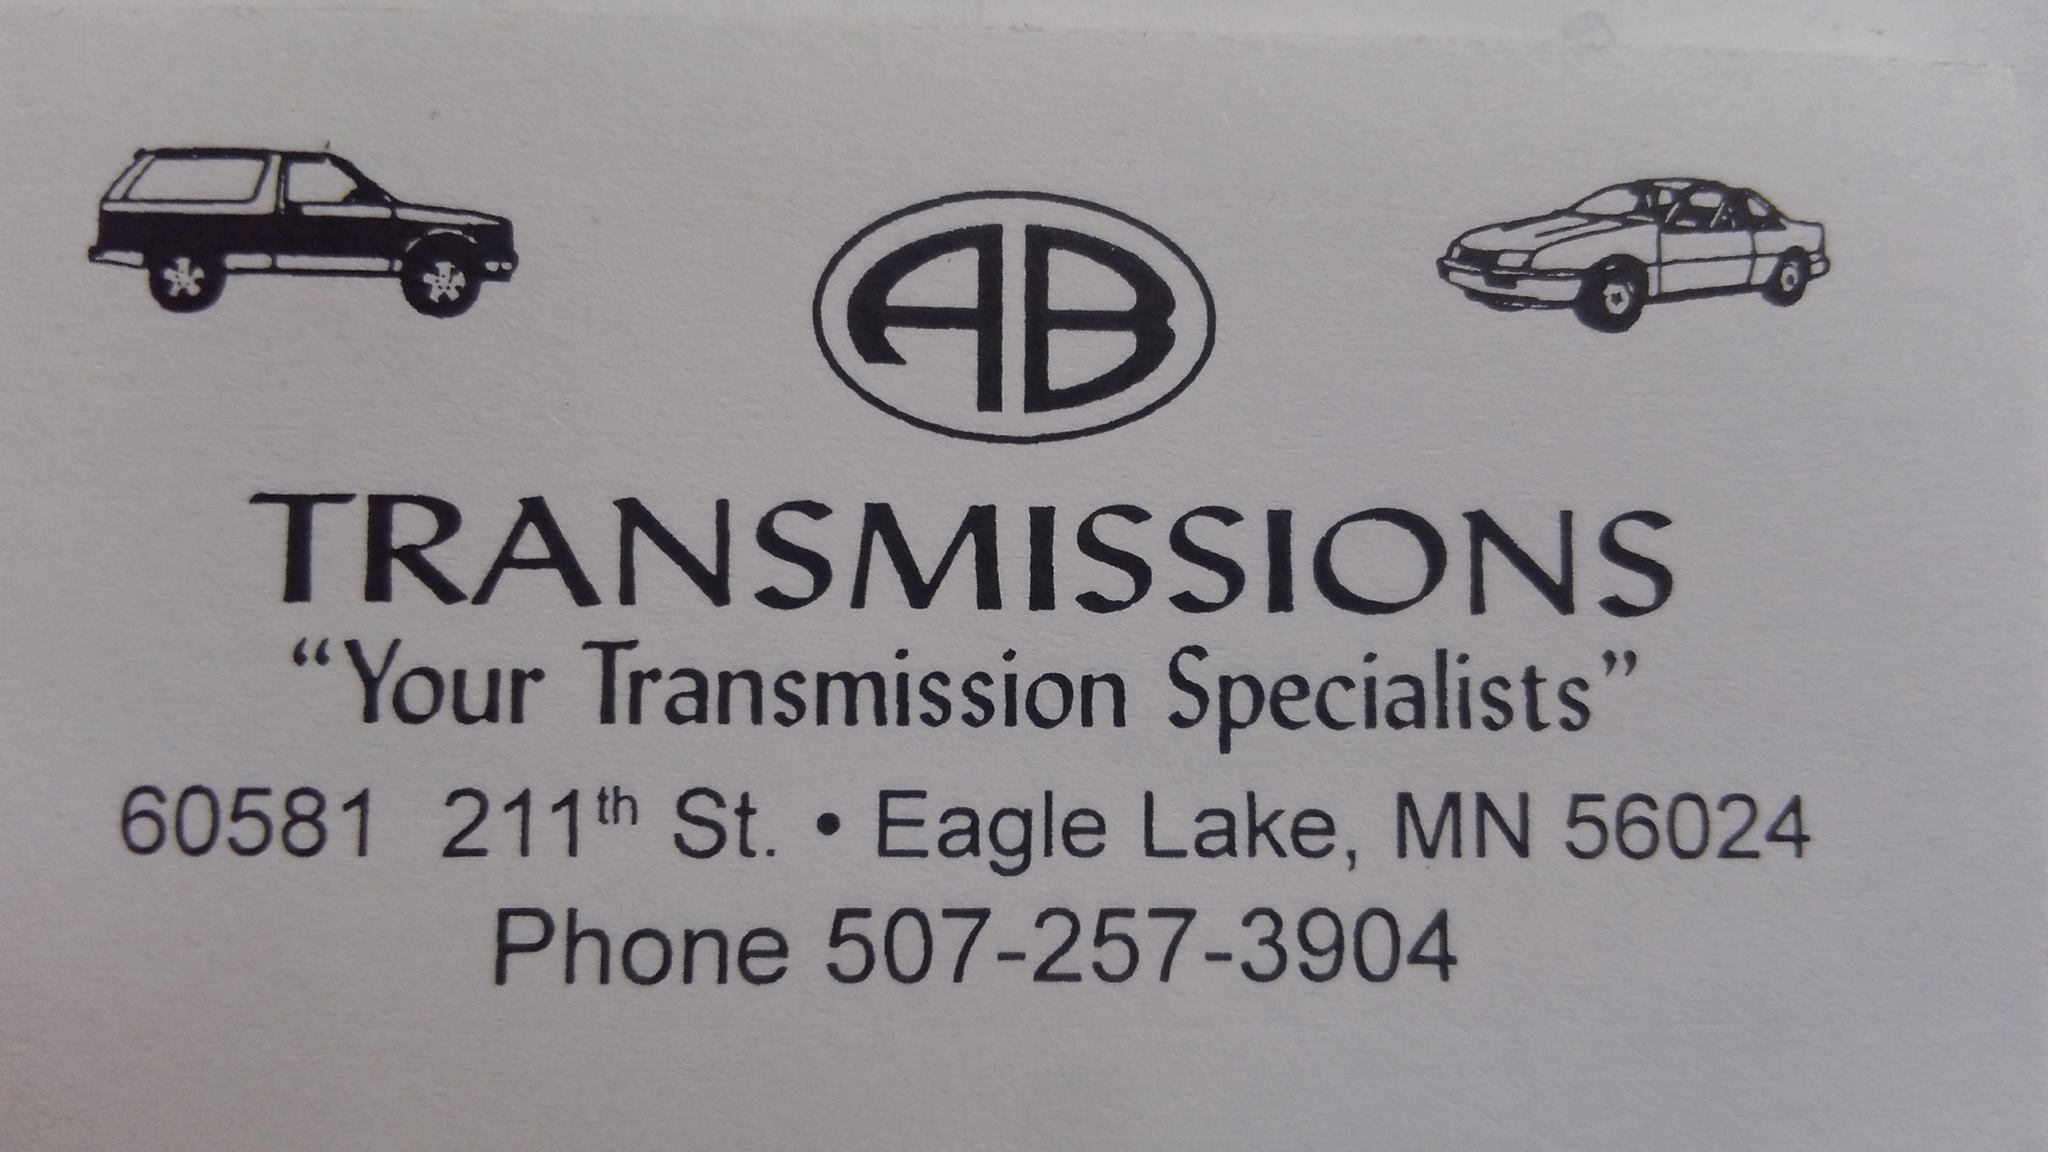 AB
TRANSMISSIONS
“Your Transmission Specialists”
60581 211th St. • Eagle Lake, MN 56024
Phone 507-257-3904